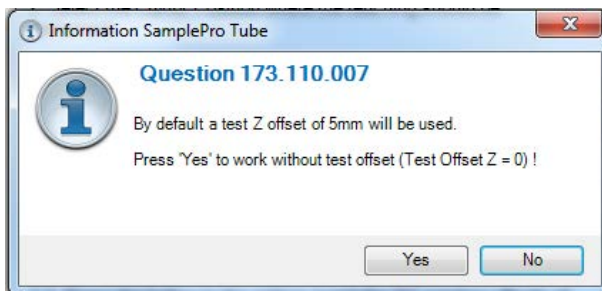 Information SamplePro Tube
Question 173.110.007
By default a test Z offset of 5mm will be used.
Press 'Yes' to work without test offset (Test Offset Z = 0) !
Yes
No